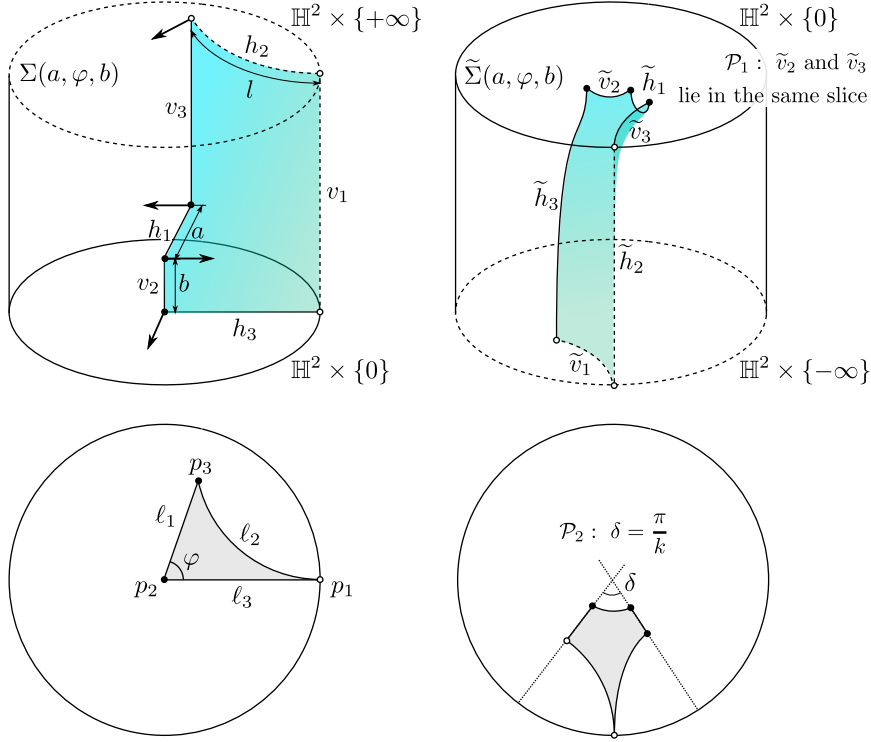 ℍ² × {+∞}
Σ(a, φ, b)
h₂
l
v₃
v₁
h₁
a
v₂
b
h₃
ℍ² × {0}
ℍ² × {0}
𝒫₁ : ṽ₂ and ṽ₃
lie in the same slice
Σ̃(a, φ, b)
ṽ₂
h̃₁
ṽ₃
h̃₃
h̃₂
ṽ₁
ℍ² × {−∞}
p₃
ℓ₁
ℓ₂
φ
p₂
p₁
ℓ₃
𝒫₂ : δ = π/k
δ